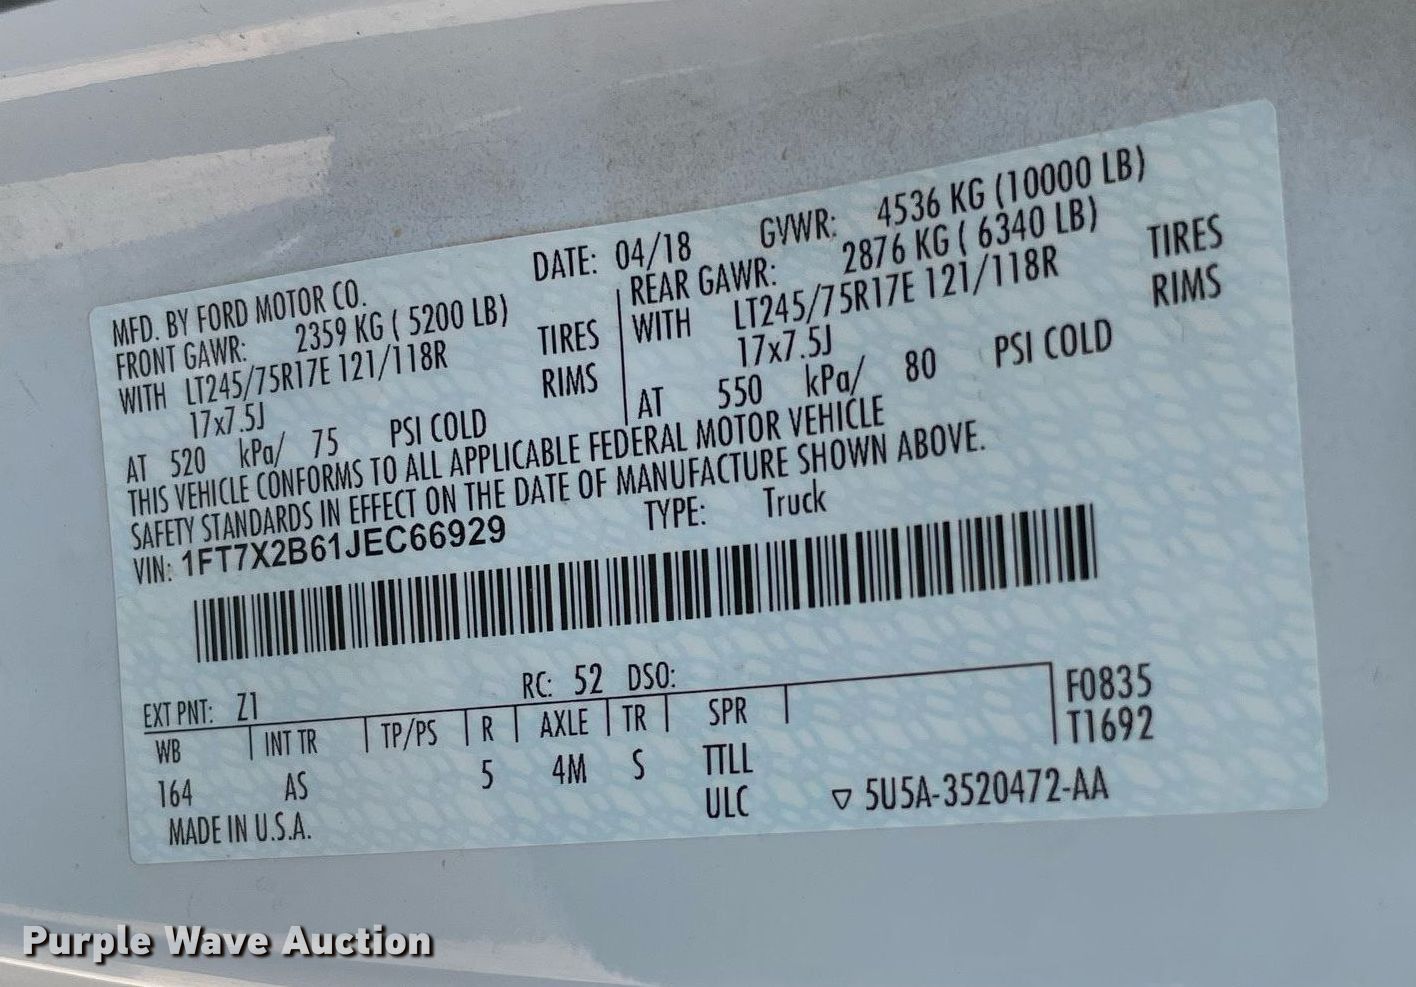 MFD. BY FORD MOTOR CO.
DATE: 04/18
GVWR: 4536 KG (10000 LB)
FRONT GAWR: 2359 KG ( 5200 LB)
WITH LT245/75R17E 121/118R TIRES
17x7.5J RIMS
AT 520 kPa/ 75 PSI COLD
REAR GAWR: 2876 KG ( 6340 LB)
WITH LT245/75R17E 121/118R TIRES
17x7.5J RIMS
AT 550 kPa/ 80 PSI COLD
THIS VEHICLE CONFORMS TO ALL APPLICABLE FEDERAL MOTOR VEHICLE
SAFETY STANDARDS IN EFFECT ON THE DATE OF MANUFACTURE SHOWN ABOVE.
VIN: 1FT7X2B61JEC66929 TYPE: Truck
EXT PNT: Z1 RC: 52 DSO:
WB INT TR TP/PS R AXLE TR SPR
F0835
T1692
164 AS 5 4M S TTLL
ULC
▽ 5U5A-3520472-AA
MADE IN U.S.A.
Purple Wave Auction